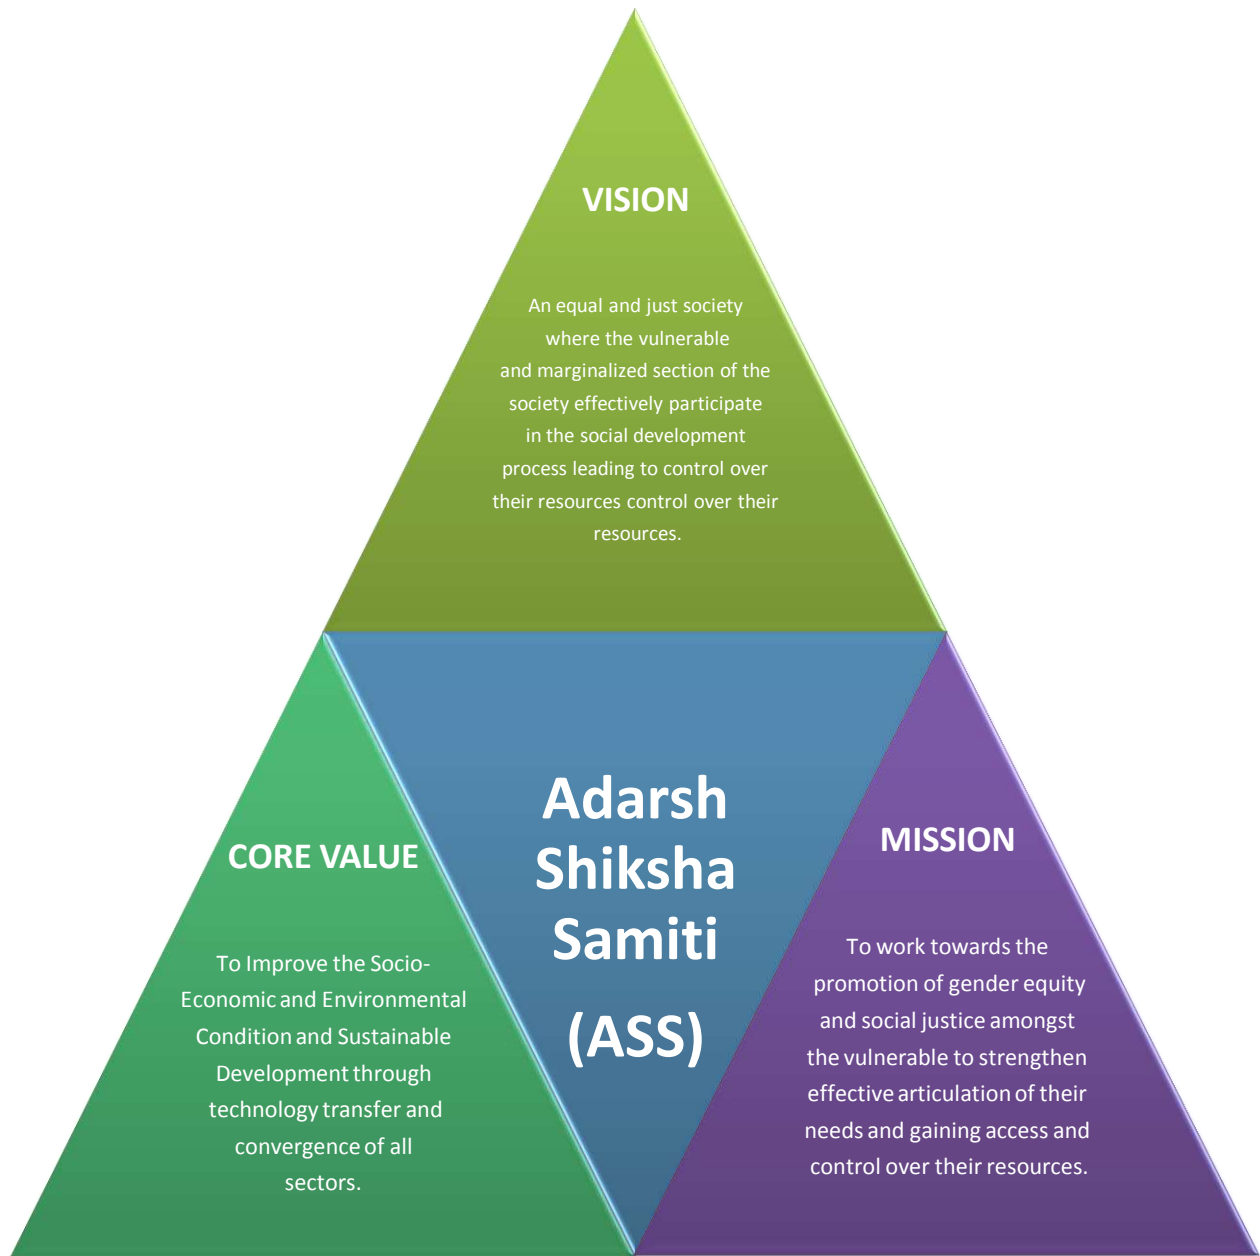 VISION
An equal and just society
where the vulnerable
and marginalized section of the
society effectively participate
in the social development
process leading to control over
their resources control over their
resources.
CORE VALUE
To Improve the Socio-
Economic and Environmental
Condition and Sustainable
Development through
technology transfer and
convergence of all
sectors.
Adarsh
Shiksha
Samiti
(ASS)
MISSION
To work towards the
promotion of gender equity
and social justice amongst
the vulnerable to strengthen
effective articulation of their
needs and gaining access and
control over their resources.